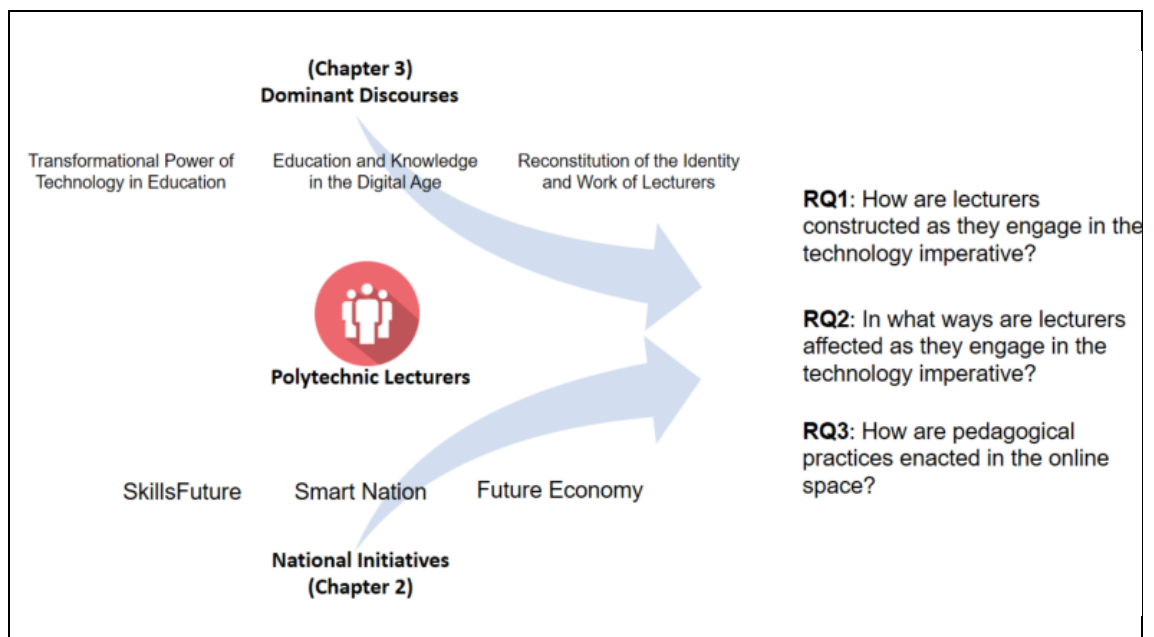 (Chapter 3)
Dominant Discourses
Transformational Power of
Technology in Education
Education and Knowledge
in the Digital Age
Reconstitution of the Identity
and Work of Lecturers
Polytechnic Lecturers
SkillsFuture
Smart Nation
Future Economy
National Initiatives
(Chapter 2)
RQ1: How are lecturers
constructed as they engage in the
technology imperative?
RQ2: In what ways are lecturers
affected as they engage in the
technology imperative?
RQ3: How are pedagogical
practices enacted in the online
space?